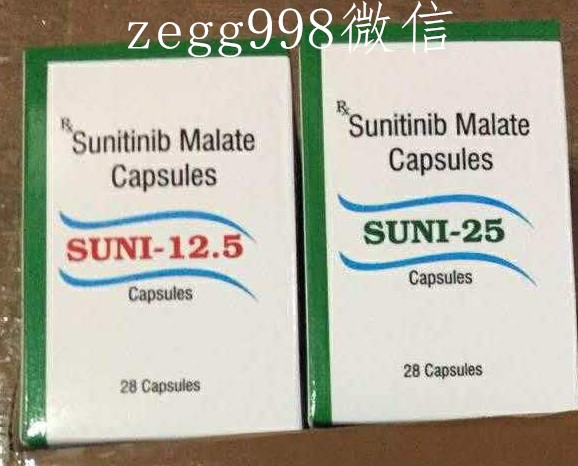 zegg998微信
Rx Sunitinib Malate
Capsules
SUNI-12.5
Capsules
28 Capsules
Rx Sunitinib Malate
Capsules
SUNI-25
Capsules
28 Capsules